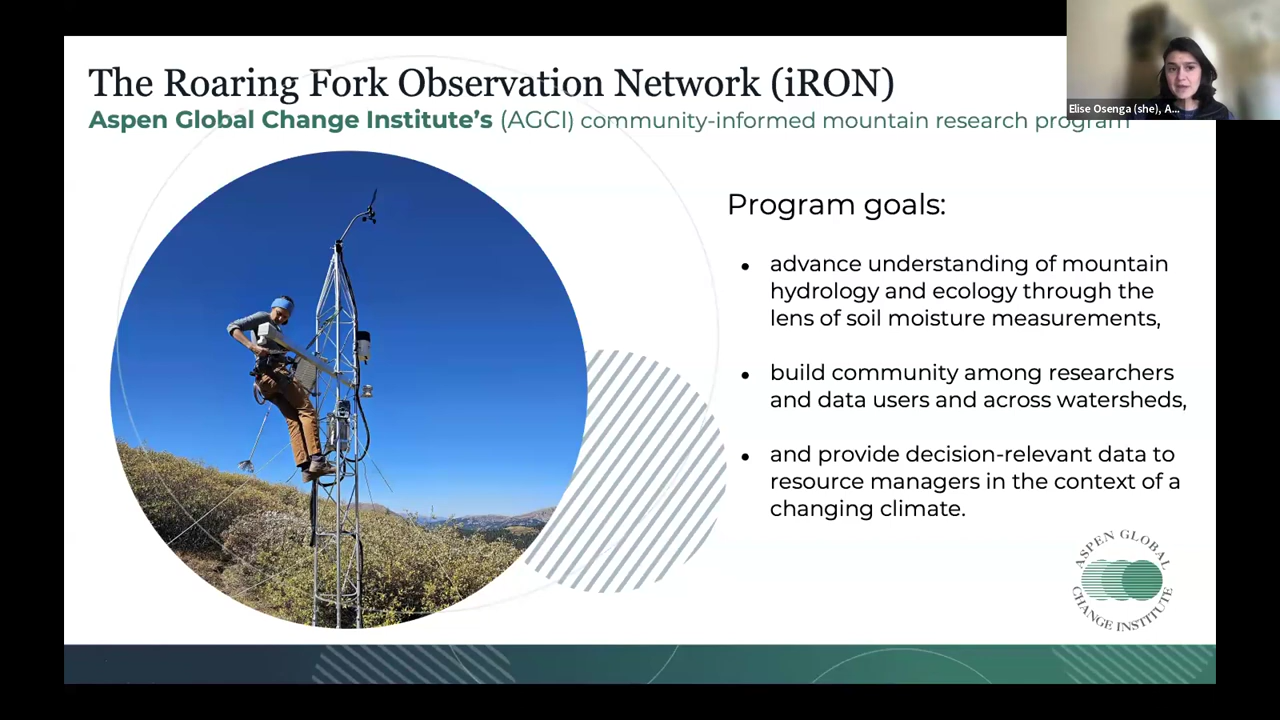 The Roaring Fork Observation Network (iRON)
Aspen Global Change Institute's (AGCI) community-informed mountain research program
Elise Osenga (she), A...
Program goals:
• advance understanding of mountain
hydrology and ecology through the
lens of soil moisture measurements,
• build community among researchers
and data users and across watersheds,
• and provide decision-relevant data to
resource managers in the context of a
changing climate.
ASPEN GLOBAL
CHANGE INSTITUTE